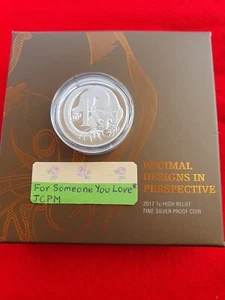 DECIMAL
DESIGNS IN
PERSPECTIVE
2017 1c HIGH RELIEF
FINE SILVER PROOF COIN
For Someone You Love
JCPM